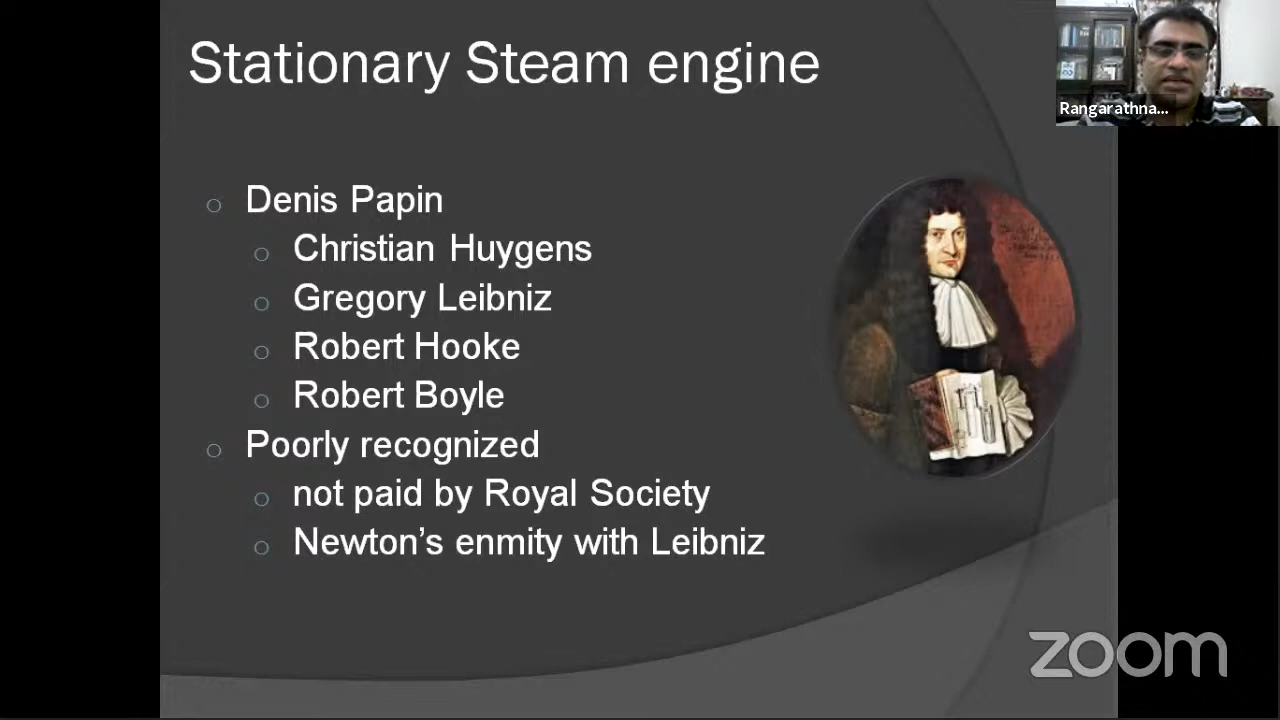 Stationary Steam engine
Rangarathna...
Denis Papin
Christian Huygens
Gregory Leibniz
Robert Hooke
Robert Boyle
Poorly recognized
not paid by Royal Society
Newton’s enmity with Leibniz
zoom